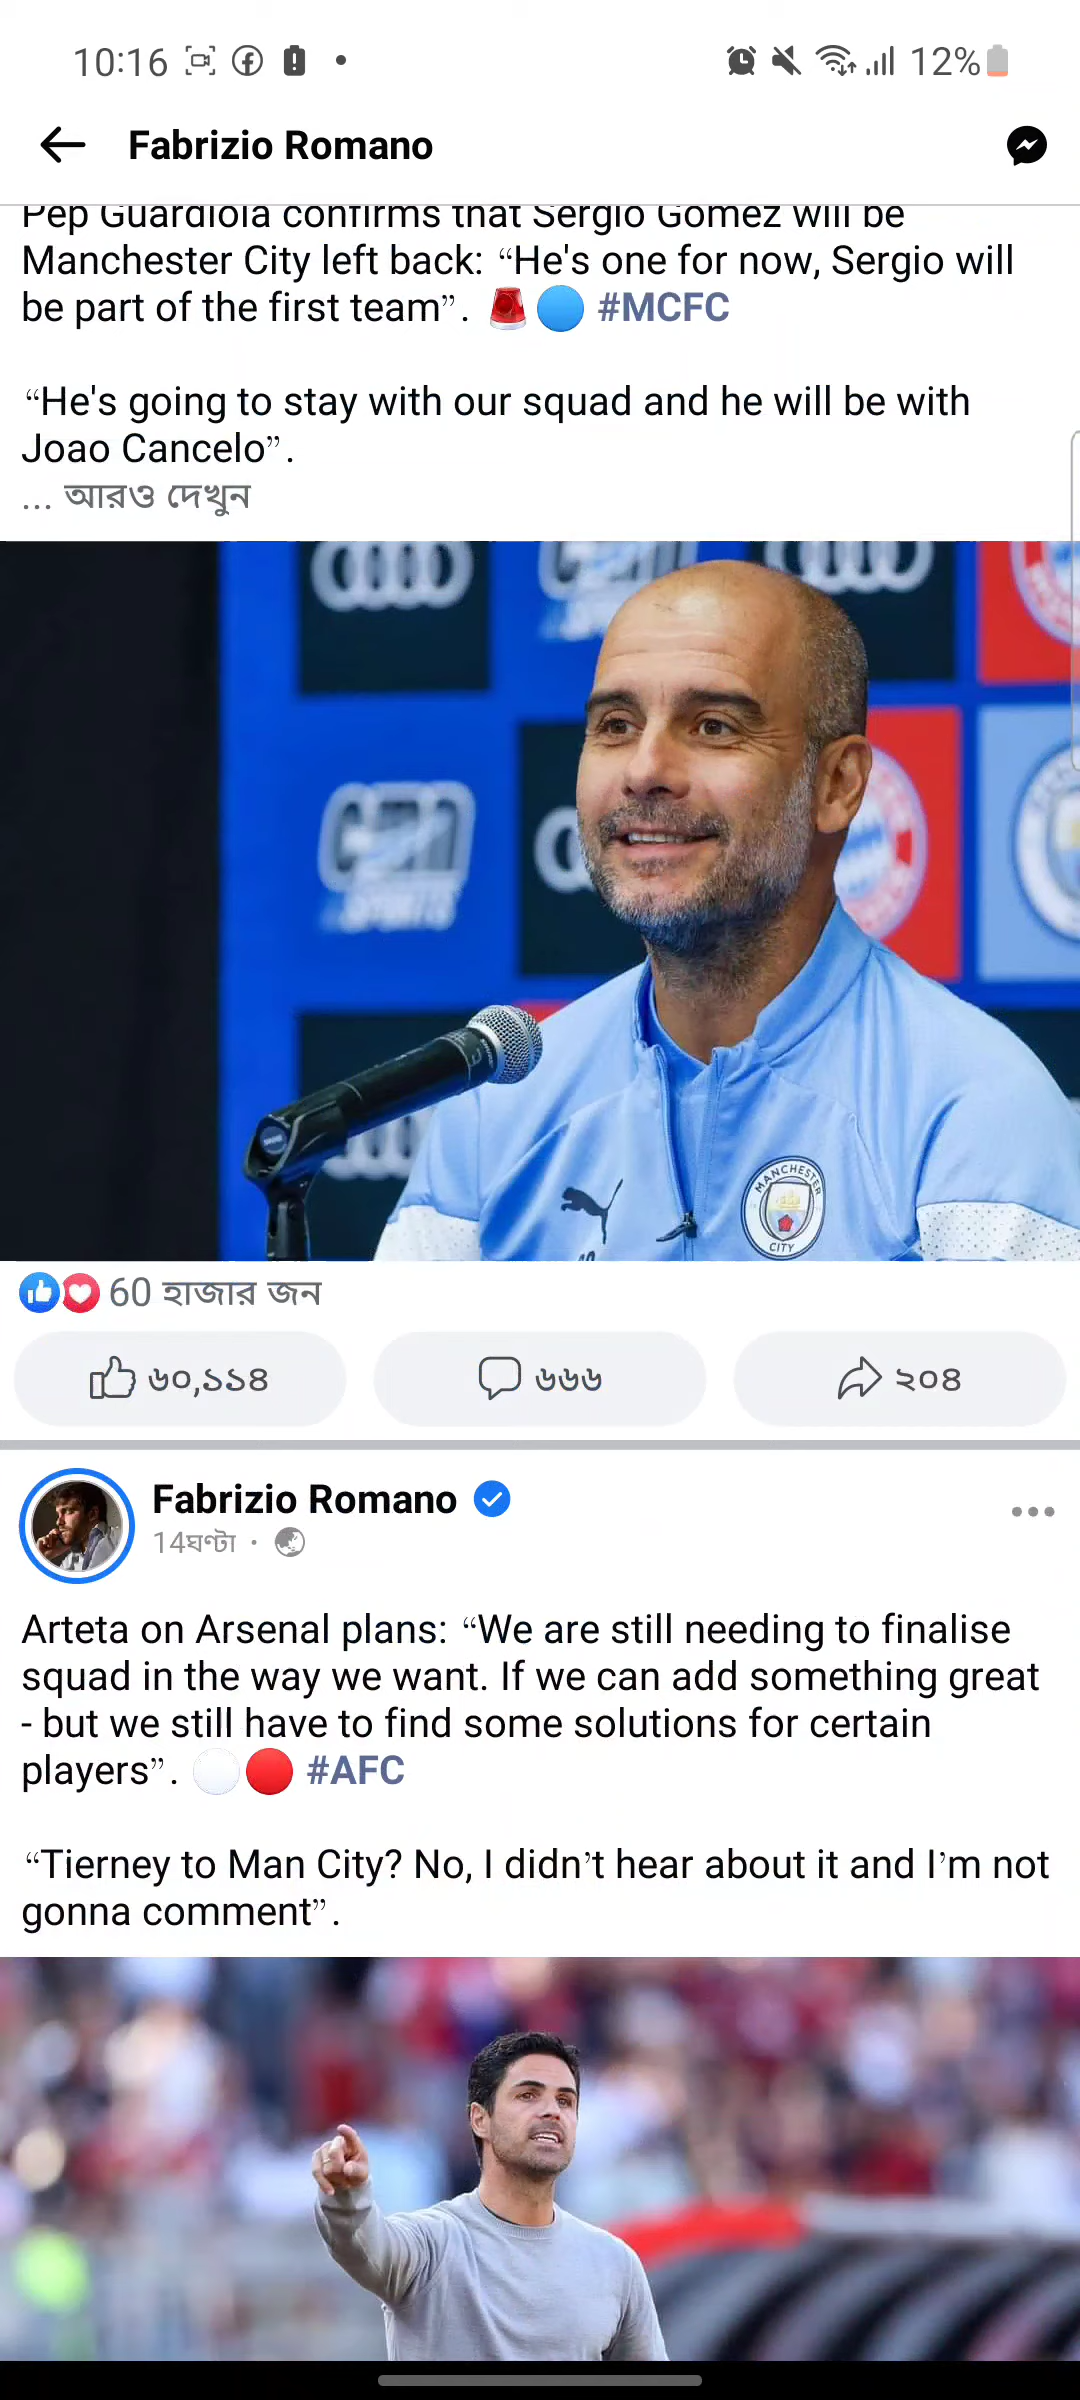 10:16
12%
Fabrizio Romano
Pep Guardiola confirms that Sergio Gomez will be
Manchester City left back: “He's one for now, Sergio will
be part of the first team”. 🚨🔵 #MCFC
“He's going to stay with our squad and he will be with
Joao Cancelo”.
... আরও দেখুন
MANCHESTER
CITY
60 হাজার জন
৬০,১১৪
৬৬৬
২০৪
Fabrizio Romano
14ঘণ্টা ·
Arteta on Arsenal plans: “We are still needing to finalise
squad in the way we want. If we can add something great
- but we still have to find some solutions for certain
players”. ⚪🔴 #AFC
“Tierney to Man City? No, I didn’t hear about it and I’m not
gonna comment”.